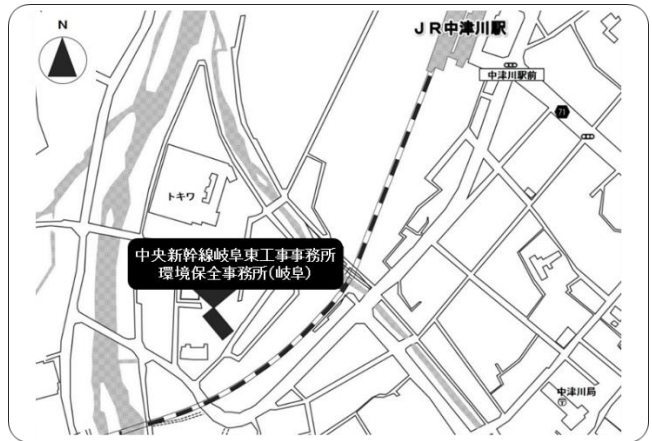 N
JR中津川駅
中津川駅前
71
トキワ
中央新幹線岐阜東工事事務所
環境保全事務所(岐阜)
中津川局